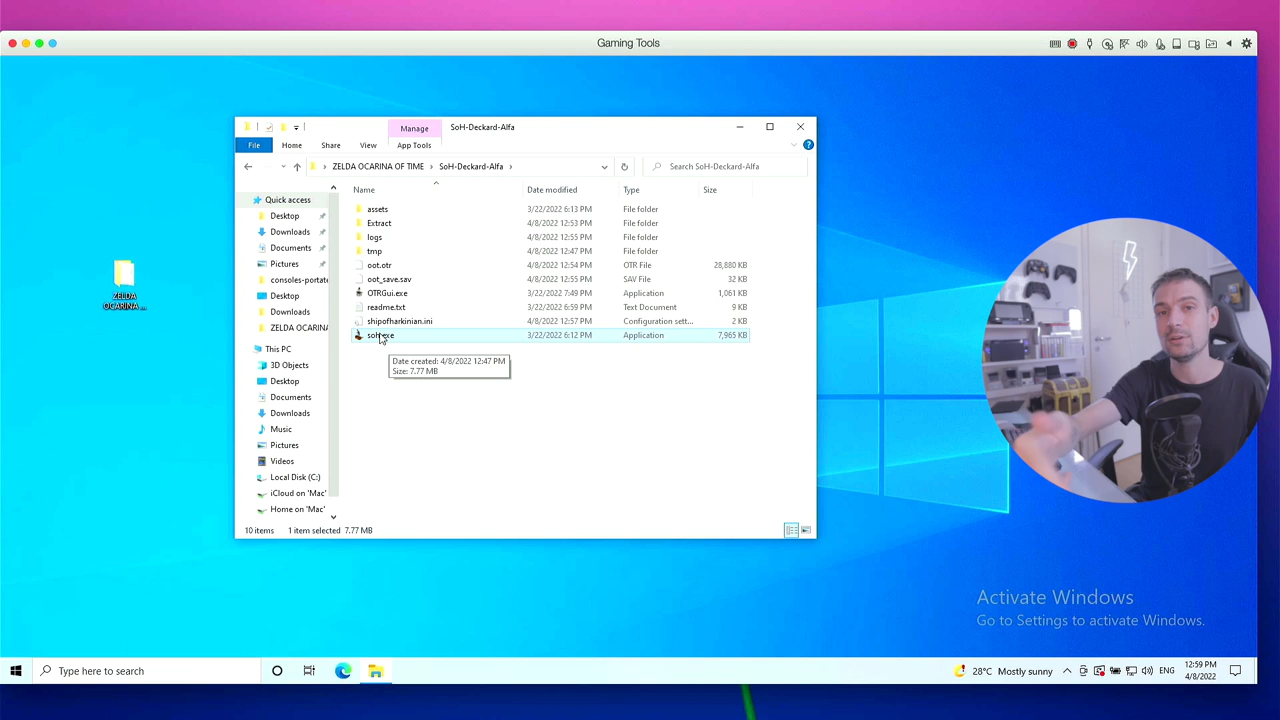 Gaming Tools
Manage
SoH-Deckard-Alfa
File
Home
Share
View
App Tools
ZELDA OCARINA OF TIME
SoH-Deckard-Alfa
Search SoH-Deckard-Alfa
Name
Date modified
Type
Size
Quick access
Desktop
Downloads
Documents
Pictures
consoles-portate
Desktop
Downloads
ZELDA OCARINA
This PC
3D Objects
Desktop
Documents
Downloads
Music
Pictures
Videos
Local Disk (C:)
iCloud on 'Mac'
Home on 'Mac'
assets 3/22/2022 6:13 PM File folder
Extract 4/8/2022 12:53 PM File folder
logs 4/8/2022 12:55 PM File folder
tmp 4/8/2022 12:47 PM File folder
oot.otr 4/8/2022 12:54 PM OTR File 28,880 KB
oot_save.sav 3/22/2022 6:59 PM SAV File 32 KB
OTRGui.exe 3/22/2022 7:49 PM Application 1,061 KB
readme.txt 3/22/2022 6:13 PM Text Document 9 KB
shipofharkinian.ini 4/8/2022 12:57 PM Configuration sett... 2 KB
soh.exe 3/22/2022 6:12 PM Application 7,965 KB
Date created: 4/8/2022 12:47 PM
Size: 7.77 MB
10 items 1 item selected 7.77 MB
ZELDA
OCARINA ...
Activate Windows
Go to Settings to activate Windows.
Type here to search
28°C Mostly sunny
ENG
12:59 PM
4/8/2022